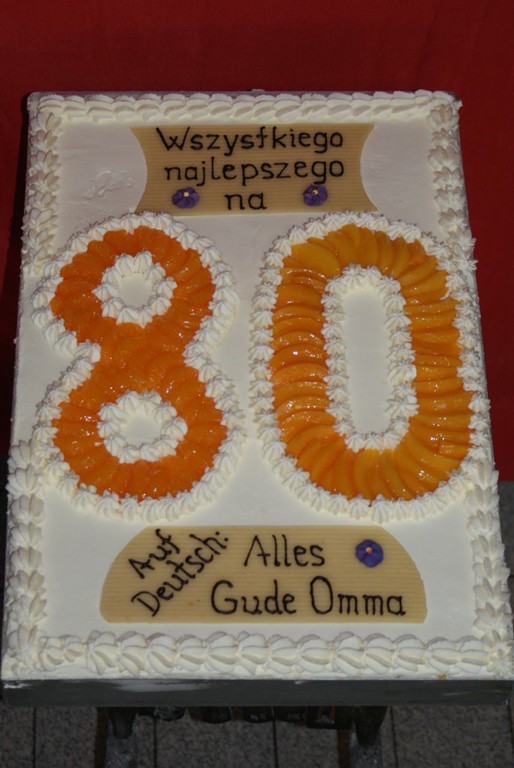 Wszystkiego
najlepszego
na
80
Auf
Deutsch:
Alles
Gude Omma